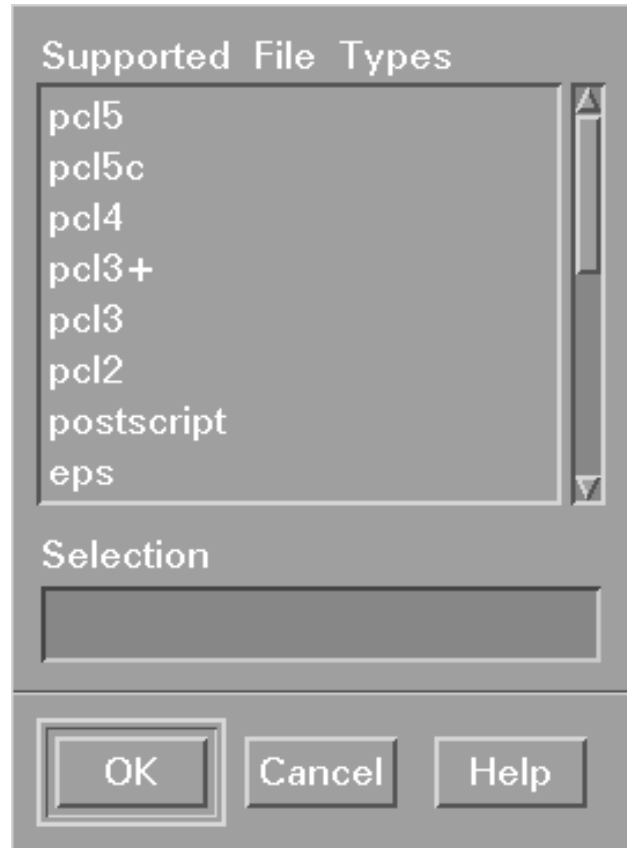 Supported File Types
pcl5
pcl5c
pcl4
pcl3+
pcl3
pcl2
postscript
eps
Selection
OK Cancel Help